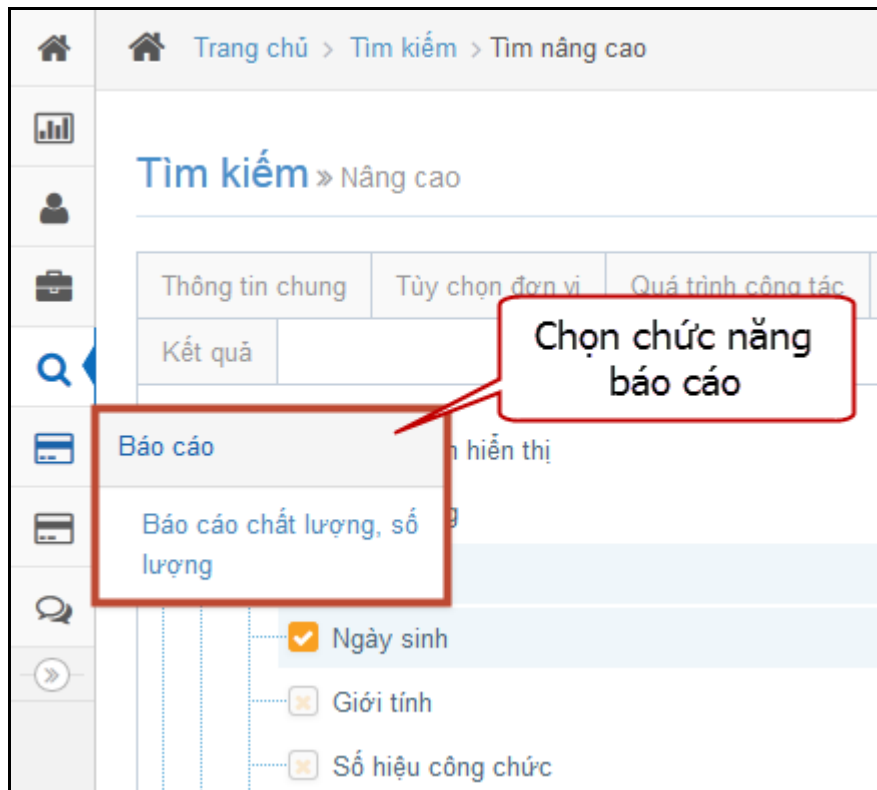 Trang chủ > Tìm kiếm > Tìm nâng cao
Tìm kiếm » Nâng cao
Thông tin chung Tùy chọn đơn vị Quá trình công tác
Kết quả
Chọn chức năng
báo cáo
Báo cáo
hiển thị
Báo cáo chất lượng, số
lượng
Ngày sinh
Giới tính
Số hiệu công chức